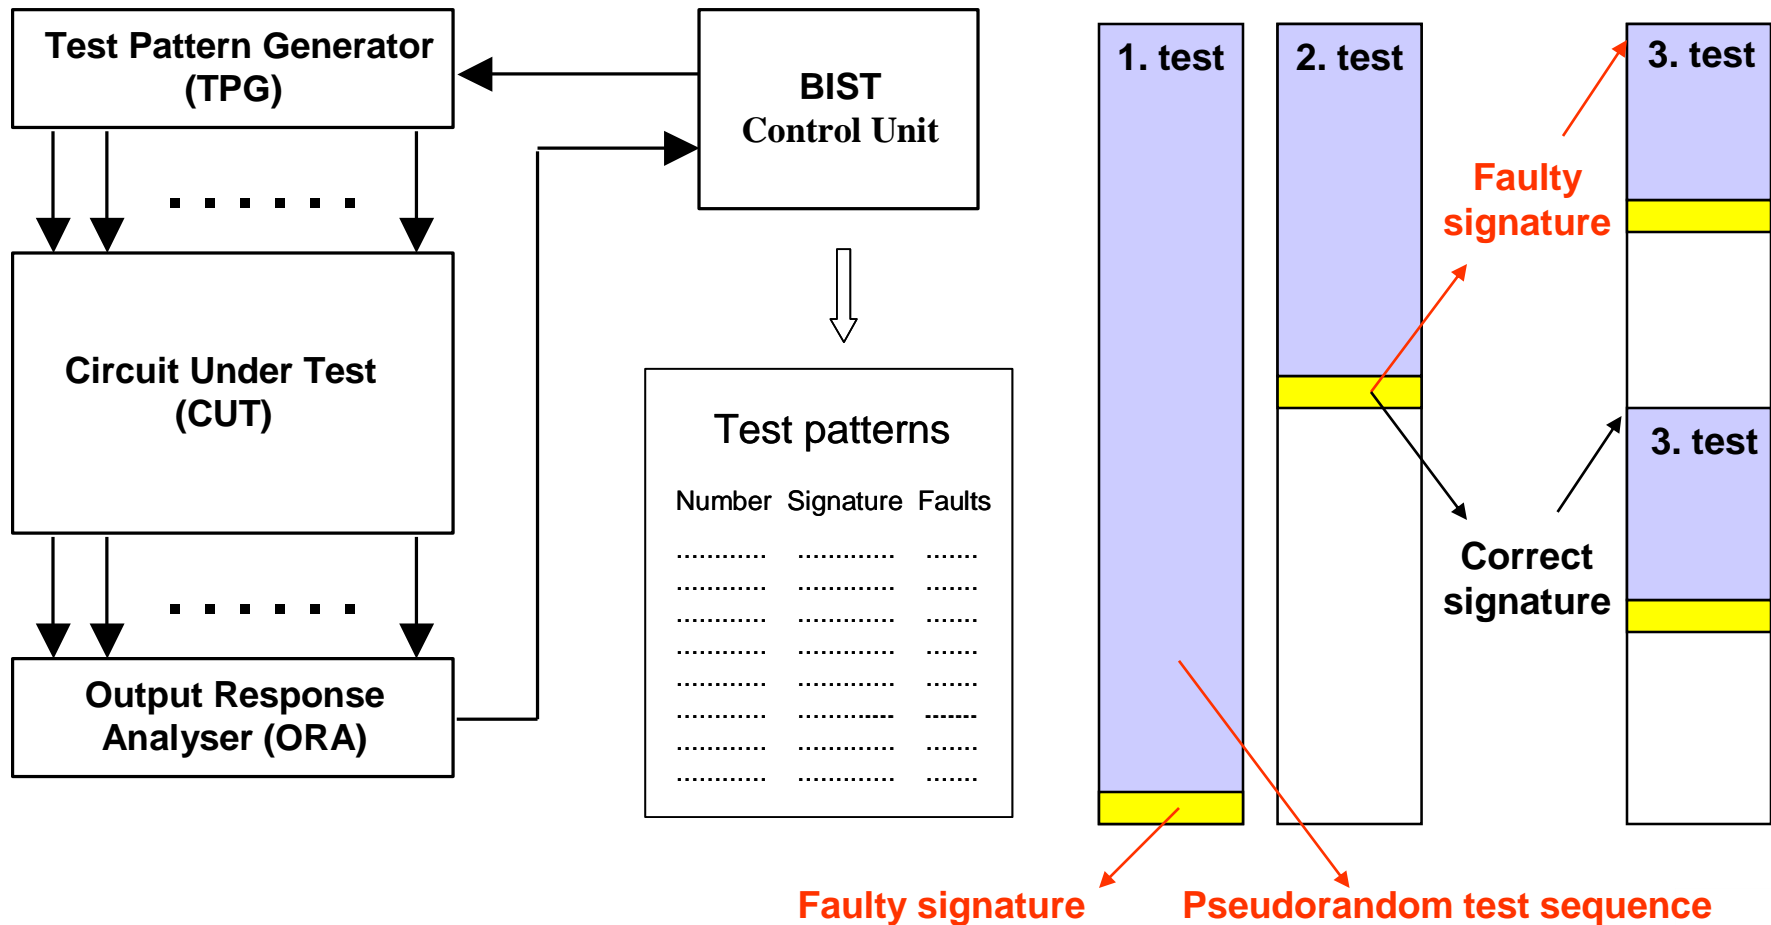 Test Pattern Generator
(TPG)
BIST
Control Unit
Circuit Under Test
(CUT)
Output Response
Analyser (ORA)
Test patterns
Number Signature Faults
1. test
2. test
3. test
Faulty
signature
3. test
Correct
signature
Faulty signature
Pseudorandom test sequence